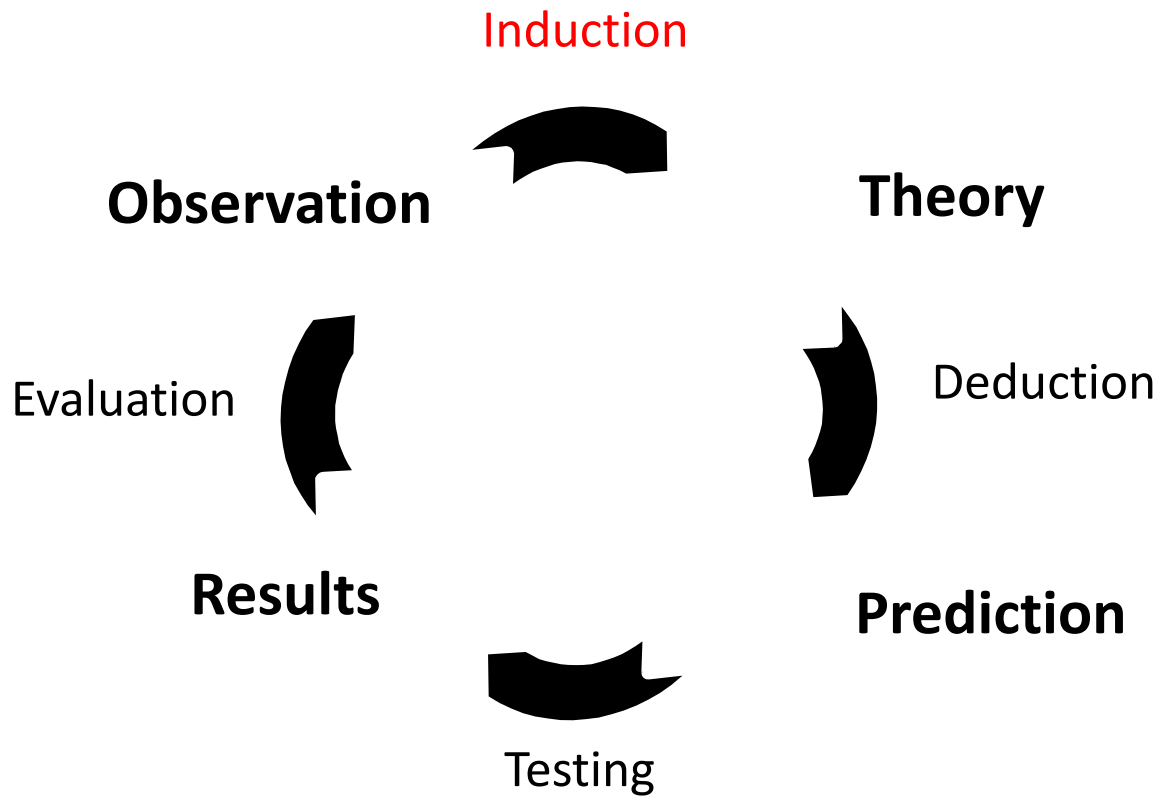 Induction
Observation
Theory
Evaluation
Deduction
Results
Prediction
Testing